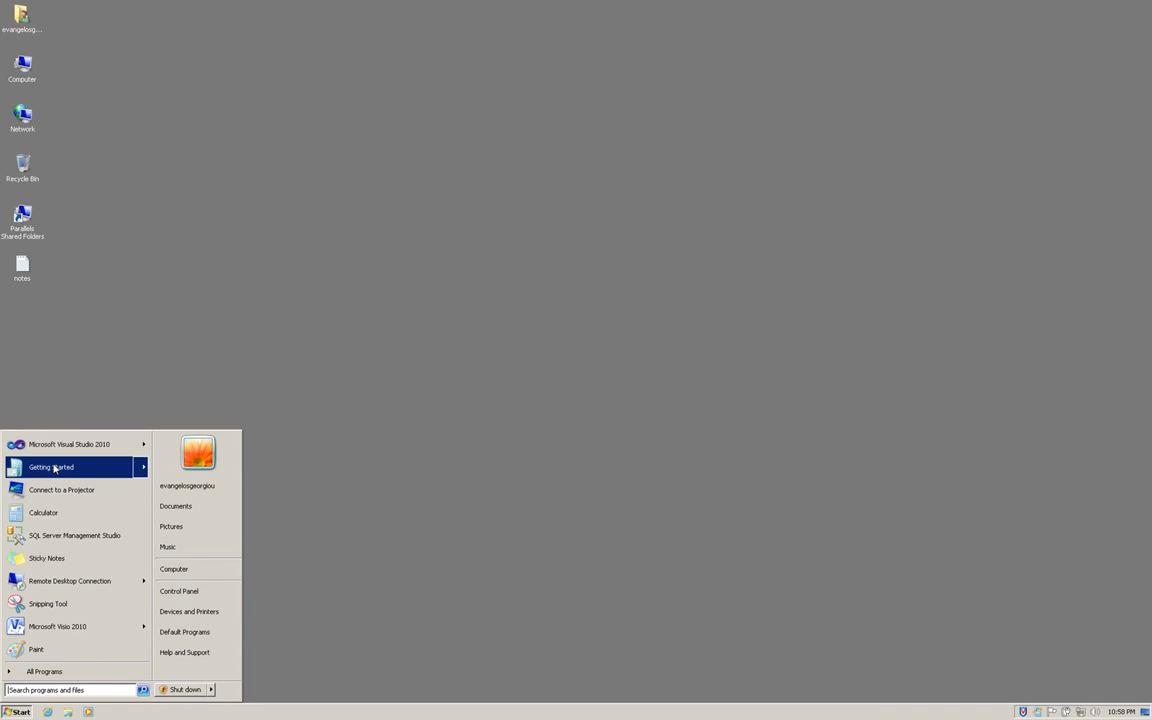 evangelosg...
Computer
Network
Recycle Bin
Parallels
Shared Folders
notes
Microsoft Visual Studio 2010
Getting Started
Connect to a Projector
Calculator
SQL Server Management Studio
Sticky Notes
Remote Desktop Connection
Snipping Tool
Microsoft Visio 2010
Paint
All Programs
Search programs and files
evangelosgeorgiou
Documents
Pictures
Music
Computer
Control Panel
Devices and Printers
Default Programs
Help and Support
Shut down
Start
10:58 PM